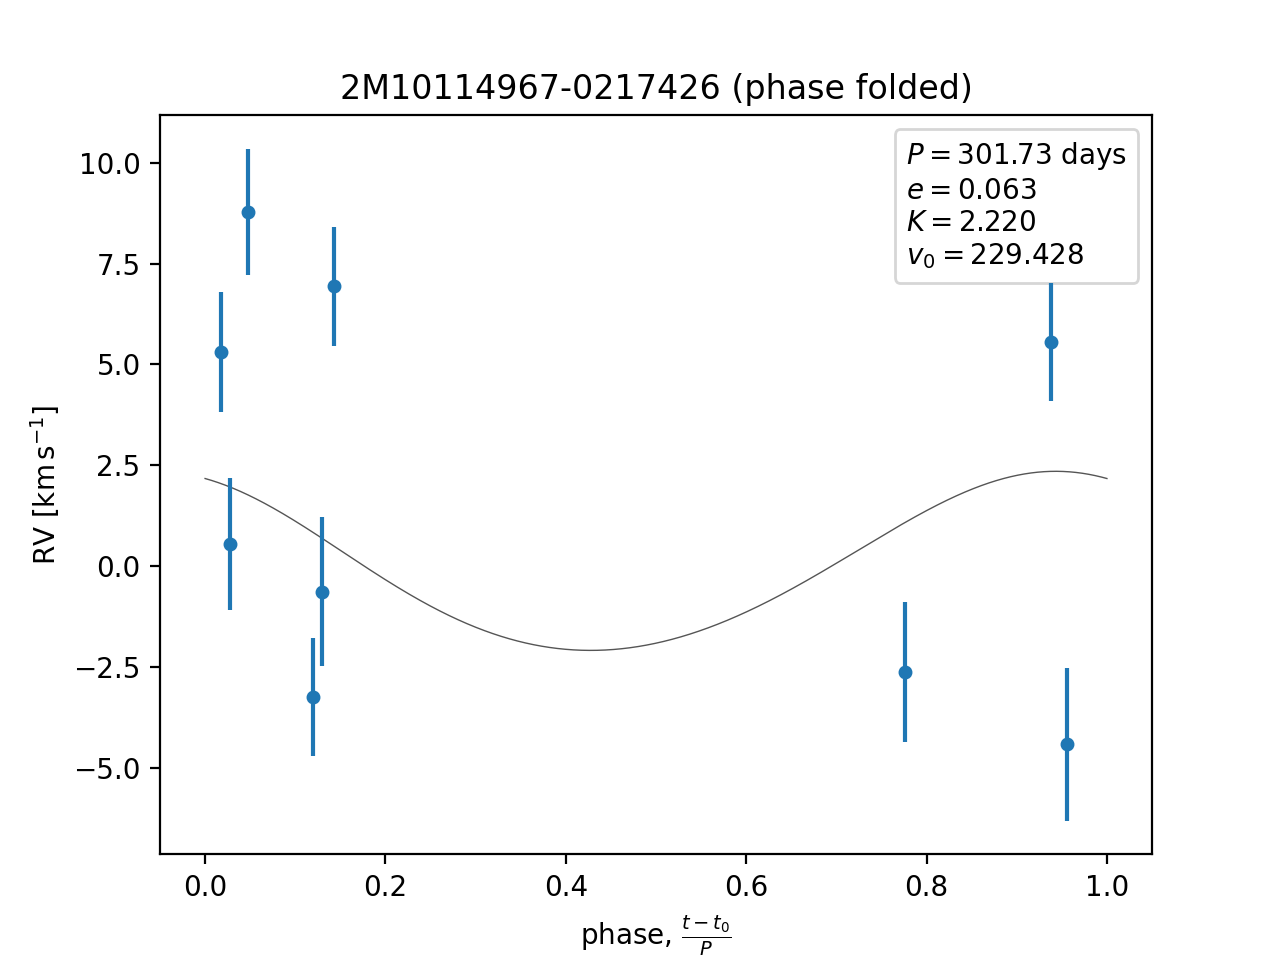 2M10114967-0217426 (phase folded)
P = 301.73 days
e = 0.063
K = 2.220
v₀ = 229.428
10.0
7.5
5.0
2.5
0.0
−2.5
−5.0
RV [km s⁻¹]
0.0 0.2 0.4 0.6 0.8 1.0
phase, (t − t₀)/P